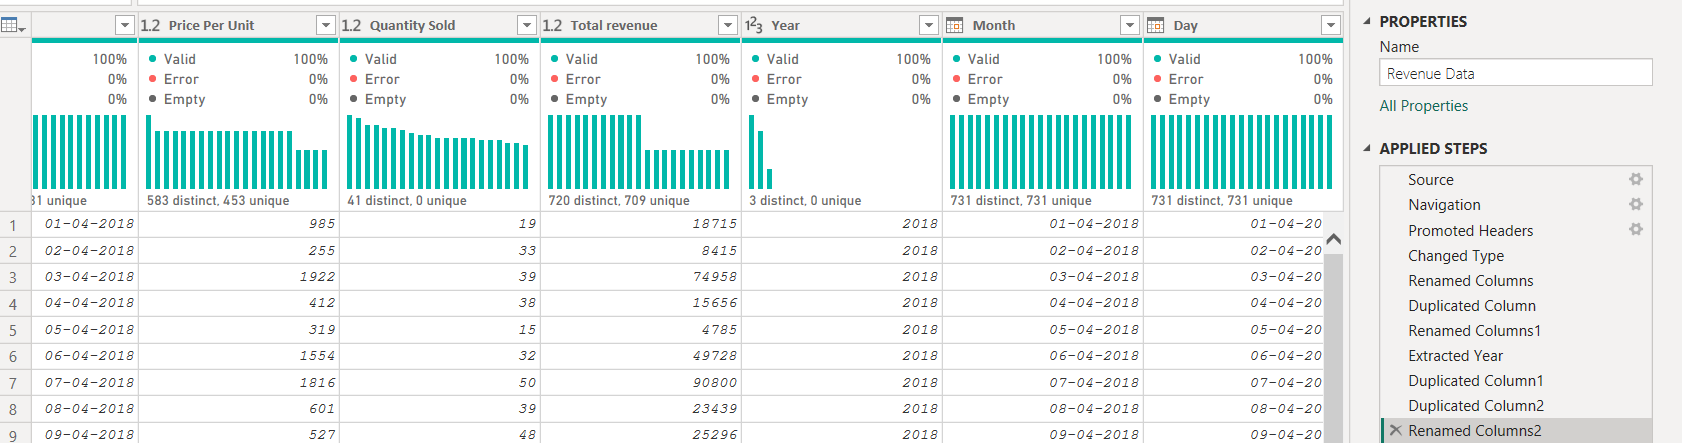 1.2 Price Per Unit 1.2 Quantity Sold 1.2 Total revenue 1²3 Year Month Day
100% Valid 100% Valid 100% Valid 100% Valid 100% Valid 100% Valid 100%
0% Error 0% Error 0% Error 0% Error 0% Error 0% Error 0%
0% Empty 0% Empty 0% Empty 0% Empty 0% Empty 0% Empty 0%
31 unique 583 distinct, 453 unique 41 distinct, 0 unique 720 distinct, 709 unique 3 distinct, 0 unique 731 distinct, 731 unique 731 distinct, 731 unique
1 01-04-2018 985 19 18715 2018 01-04-2018 01-04-20
2 02-04-2018 255 33 8415 2018 02-04-2018 02-04-20
3 03-04-2018 1922 39 74958 2018 03-04-2018 03-04-20
4 04-04-2018 412 38 15656 2018 04-04-2018 04-04-20
5 05-04-2018 319 15 4785 2018 05-04-2018 05-04-20
6 06-04-2018 1554 32 49728 2018 06-04-2018 06-04-20
7 07-04-2018 1816 50 90800 2018 07-04-2018 07-04-20
8 08-04-2018 601 39 23439 2018 08-04-2018 08-04-20
9 09-04-2018 527 48 25296 2018 09-04-2018 09-04-20
PROPERTIES
Name
Revenue Data
All Properties
APPLIED STEPS
Source
Navigation
Promoted Headers
Changed Type
Renamed Columns
Duplicated Column
Renamed Columns1
Extracted Year
Duplicated Column1
Duplicated Column2
Renamed Columns2